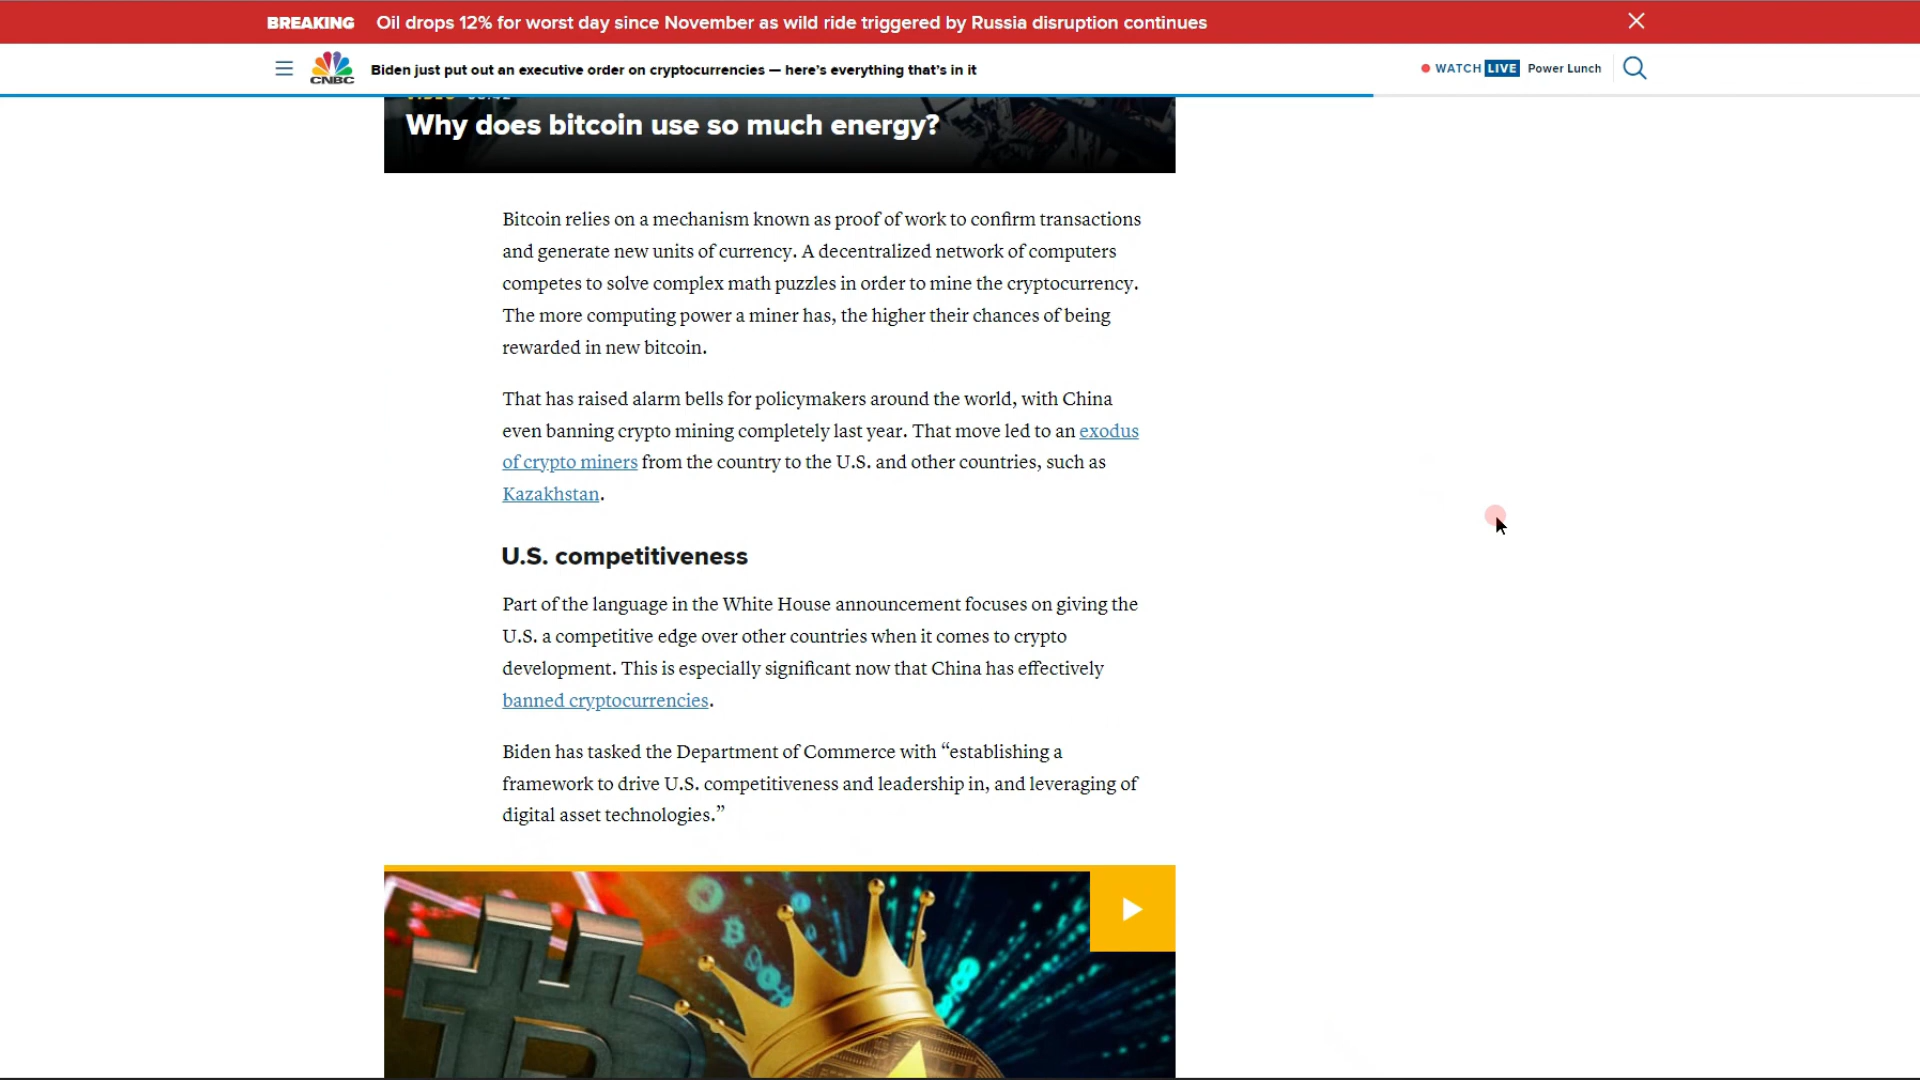 BREAKING Oil drops 12% for worst day since November as wild ride triggered by Russia disruption continues
CNBC Biden just put out an executive order on cryptocurrencies — here's everything that's in it WATCH LIVE Power Lunch
Why does bitcoin use so much energy?
Bitcoin relies on a mechanism known as proof of work to confirm transactions
and generate new units of currency. A decentralized network of computers
competes to solve complex math puzzles in order to mine the cryptocurrency.
The more computing power a miner has, the higher their chances of being
rewarded in new bitcoin.
That has raised alarm bells for policymakers around the world, with China
even banning crypto mining completely last year. That move led to an exodus
of crypto miners from the country to the U.S. and other countries, such as
Kazakhstan.
U.S. competitiveness
Part of the language in the White House announcement focuses on giving the
U.S. a competitive edge over other countries when it comes to crypto
development. This is especially significant now that China has effectively
banned cryptocurrencies.
Biden has tasked the Department of Commerce with “establishing a
framework to drive U.S. competitiveness and leadership in, and leveraging of
digital asset technologies.”